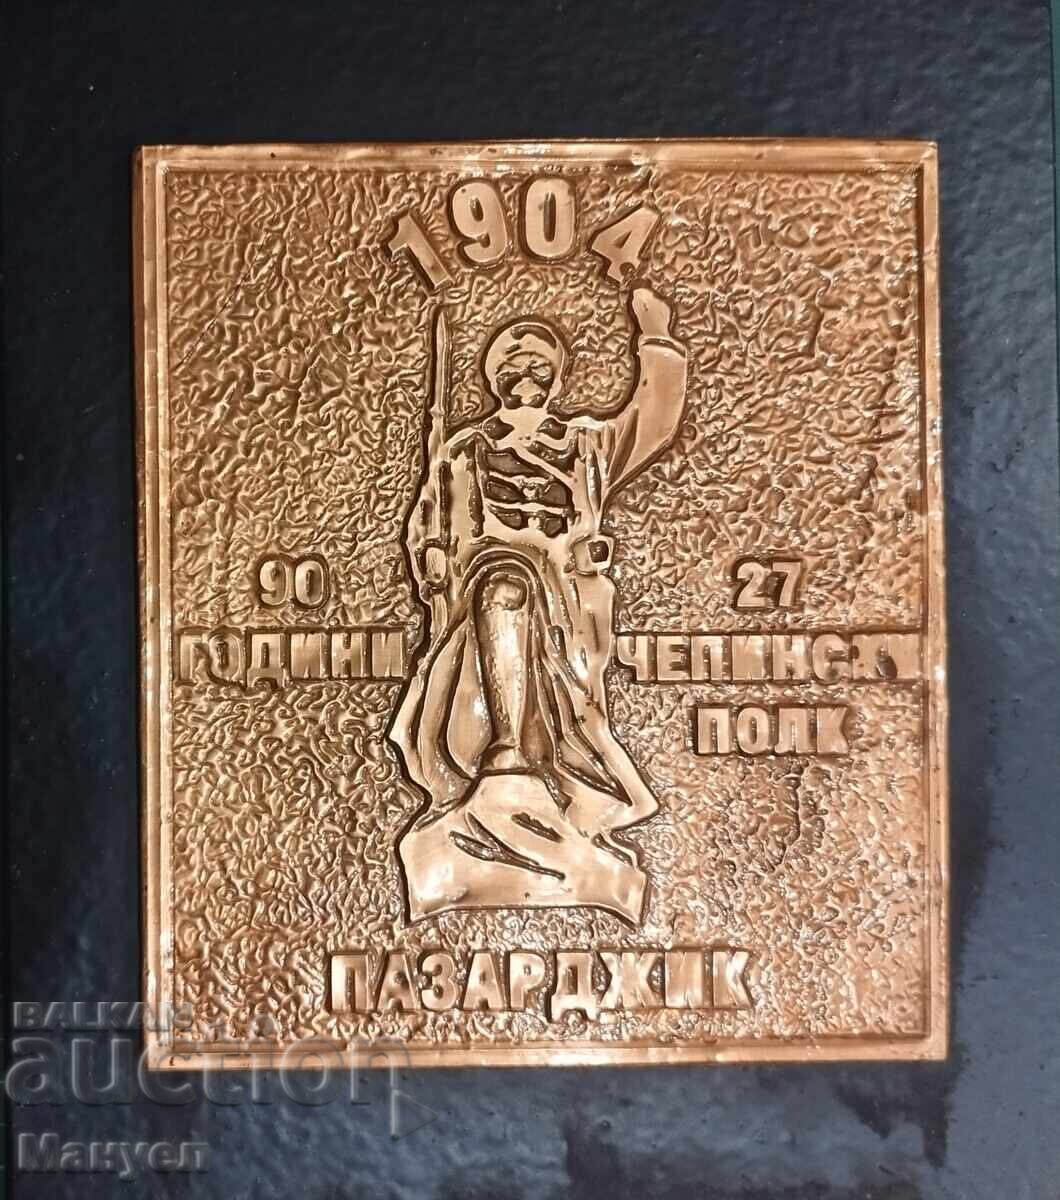 1904
90
ГОДИНИ
27
ЧЕПИНСКИ
ПОЛК
ПАЗАРДЖИК
BALKAN
auction
Мануел